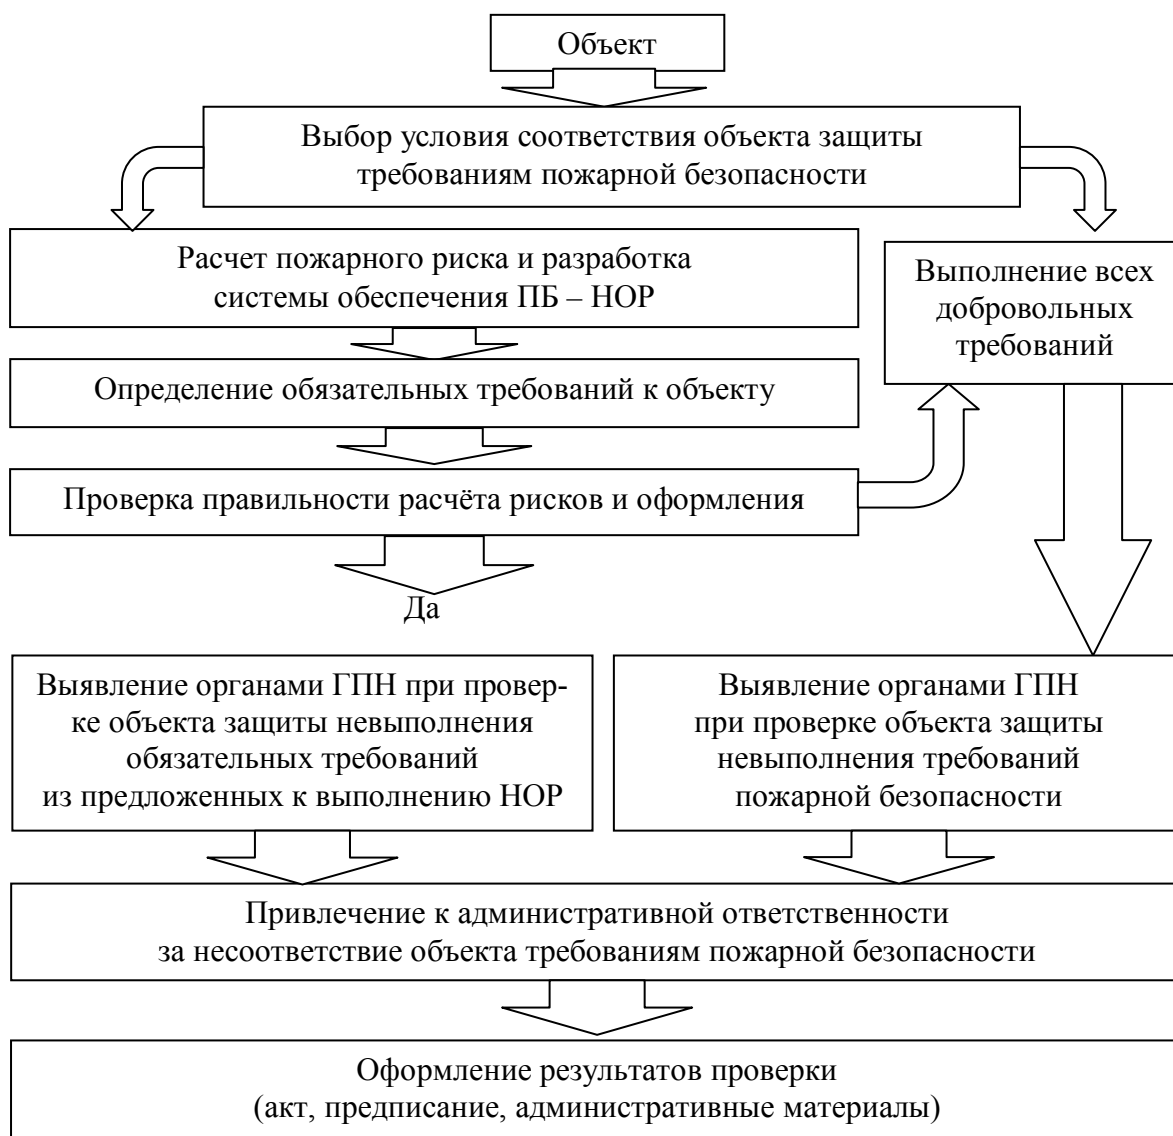 Объект
Выбор условия соответствия объекта защиты
требованиям пожарной безопасности
Расчет пожарного риска и разработка
системы обеспечения ПБ – НОР
Выполнение всех
добровольных
требований
Определение обязательных требований к объекту
Проверка правильности расчёта рисков и оформления
Да
Выявление органами ГПН при провер-
ке объекта защиты невыполнения
обязательных требований
из предложенных к выполнению НОР
Выявление органами ГПН
при проверке объекта защиты
невыполнения требований
пожарной безопасности
Привлечение к административной ответственности
за несоответствие объекта требованиям пожарной безопасности
Оформление результатов проверки
(акт, предписание, административные материалы)